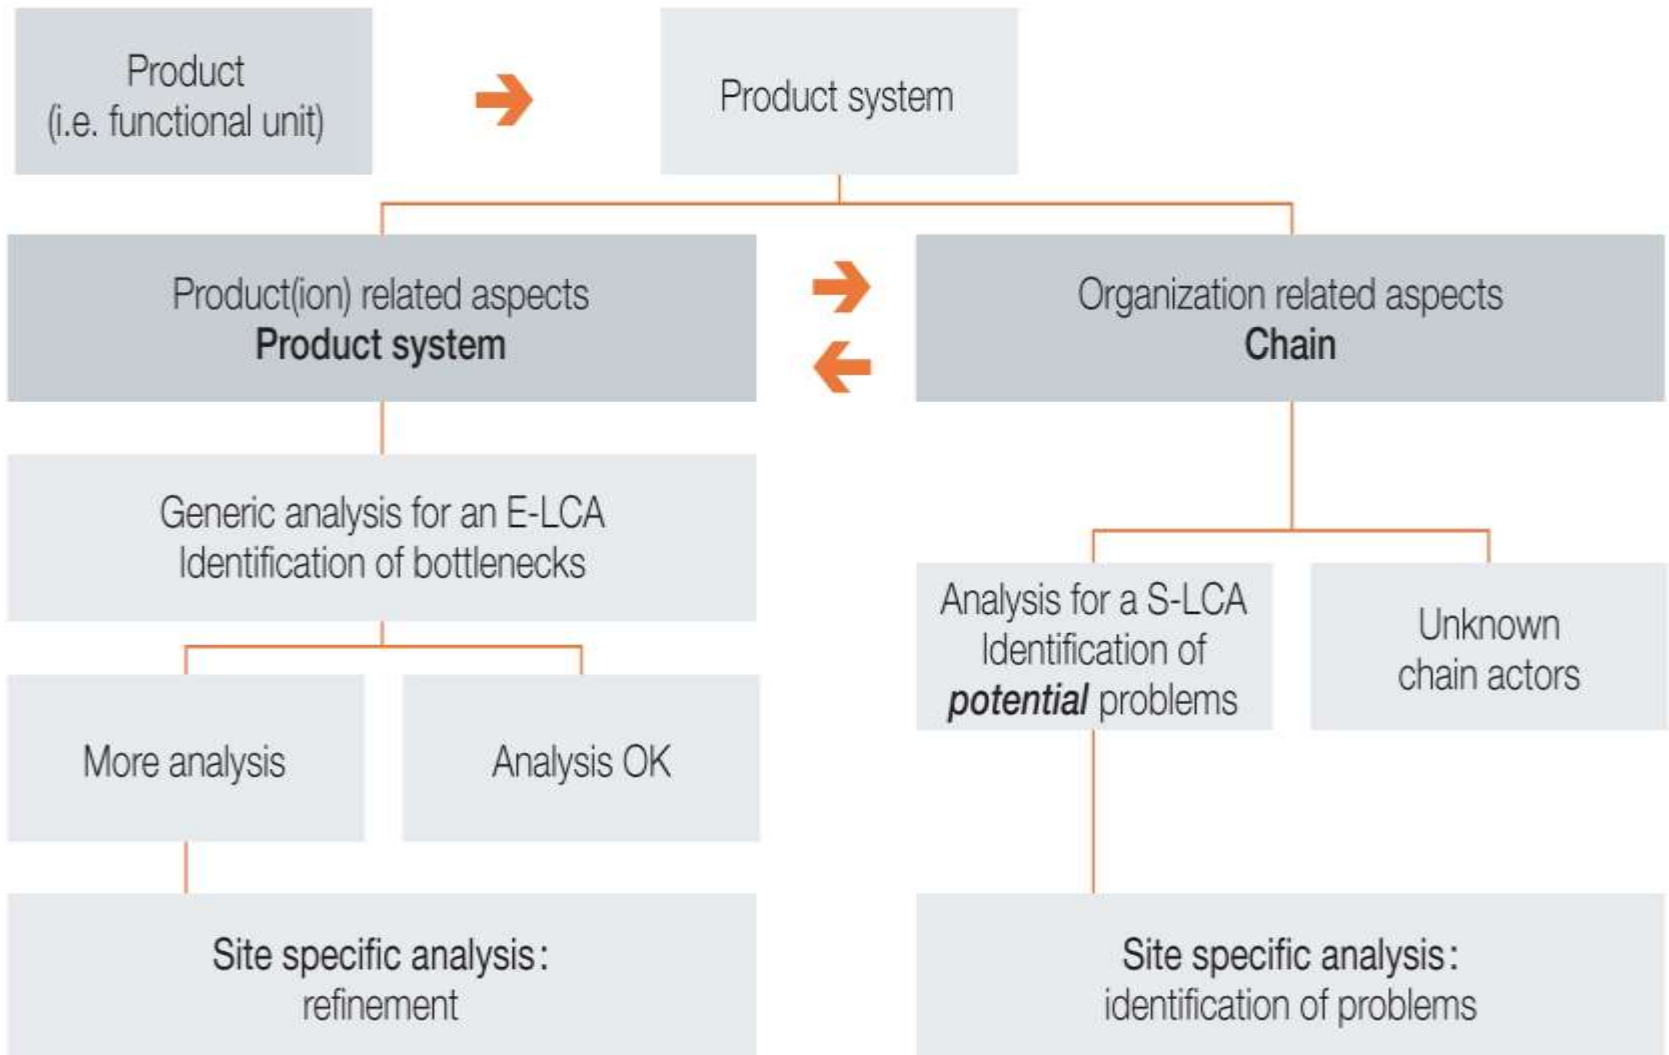 Product
(i.e. functional unit)
Product system
Product(ion) related aspects
Product system
Organization related aspects
Chain
Generic analysis for an E-LCA
Identification of bottlenecks
Analysis for a S-LCA
Identification of
potential problems
Unknown
chain actors
More analysis
Analysis OK
Site specific analysis:
refinement
Site specific analysis:
identification of problems